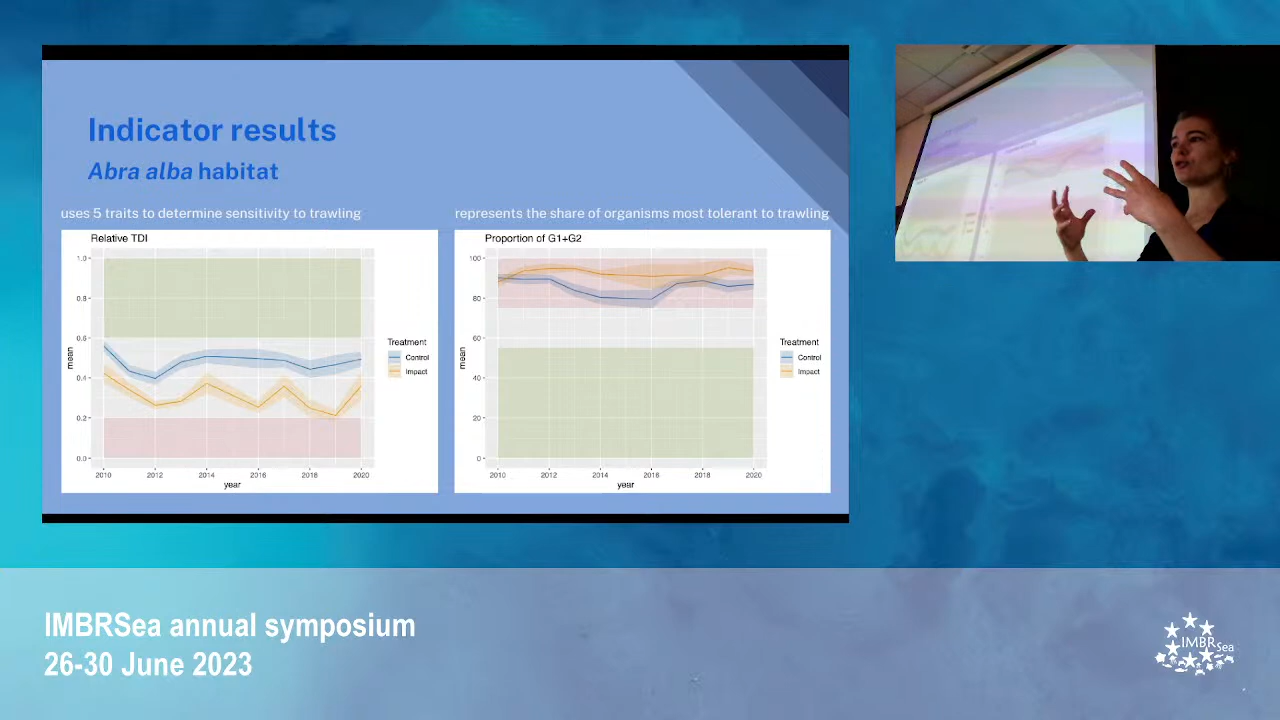 Indicator results
Abra alba habitat
uses 5 traits to determine sensitivity to trawling
represents the share of organisms most tolerant to trawling
Relative TDI
1.0
0.8
0.6
0.4
0.2
0.0
mean
2010 2012 2014 2016 2018 2020
year
Treatment
Control
Impact
Proportion of G1+G2
100
80
60
40
20
0
mean
2010 2012 2014 2016 2018 2020
year
Treatment
Control
Impact
IMBRSea annual symposium
26-30 June 2023
IMBRSea